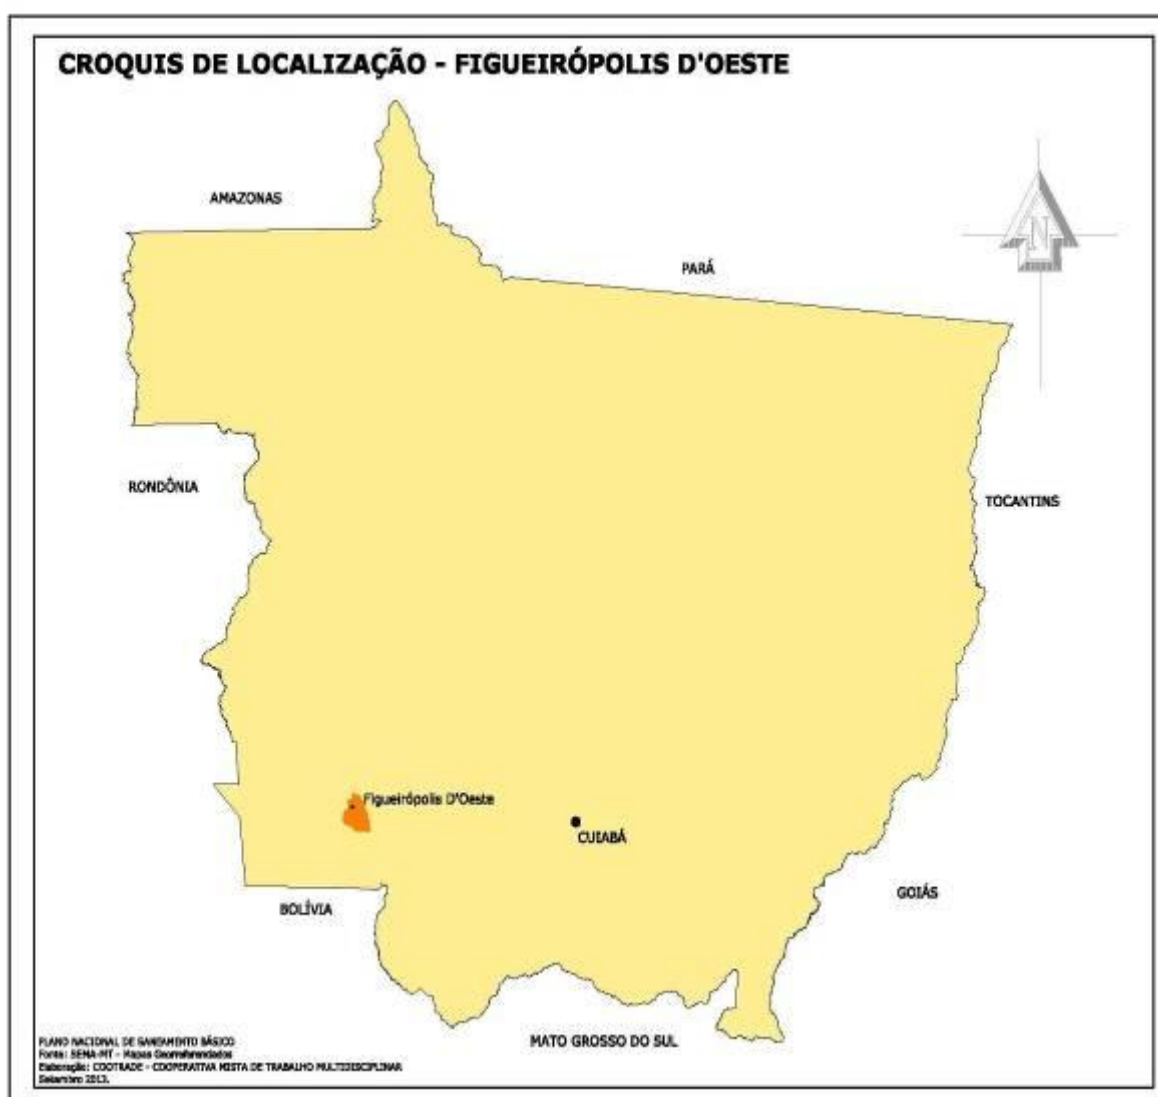 CROQUIS DE LOCALIZAÇÃO - FIGUEIRÓPOLIS D'OESTE
AMAZONAS
N
PARÁ
RONDÔNIA
TOCANTINS
Figueirópolis D'Oeste
CUIABÁ
GOIÁS
BOLÍVIA
MATO GROSSO DO SUL
PLANO NACIONAL DE SANEAMENTO BÁSICO
Fonte: SEMA-MT - Mapas Georreferendados
Elaboração: COOTRADE - COOPERATIVA MISTA DE TRABALHO MULTIDISCIPLINAR
Setembro 2013.